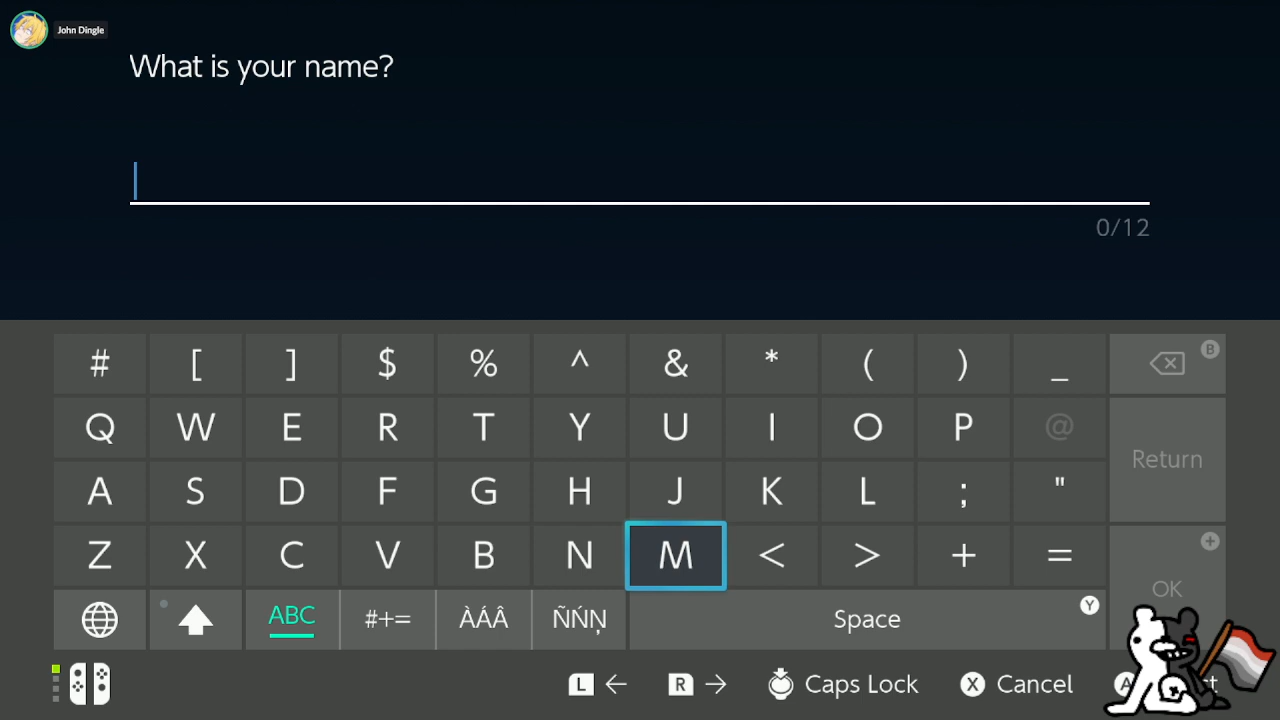 John Dingle
What is your name?
0/12
# [ ] $ % ^ & * ( ) _ B
Q W E R T Y U I O P @
Return
A S D F G H J K L ; "
Z X C V B N M < > + =
OK
ABC #+= ÀÁÂ ÑŃŅ Space Y
L ← R → Caps Lock X Cancel A